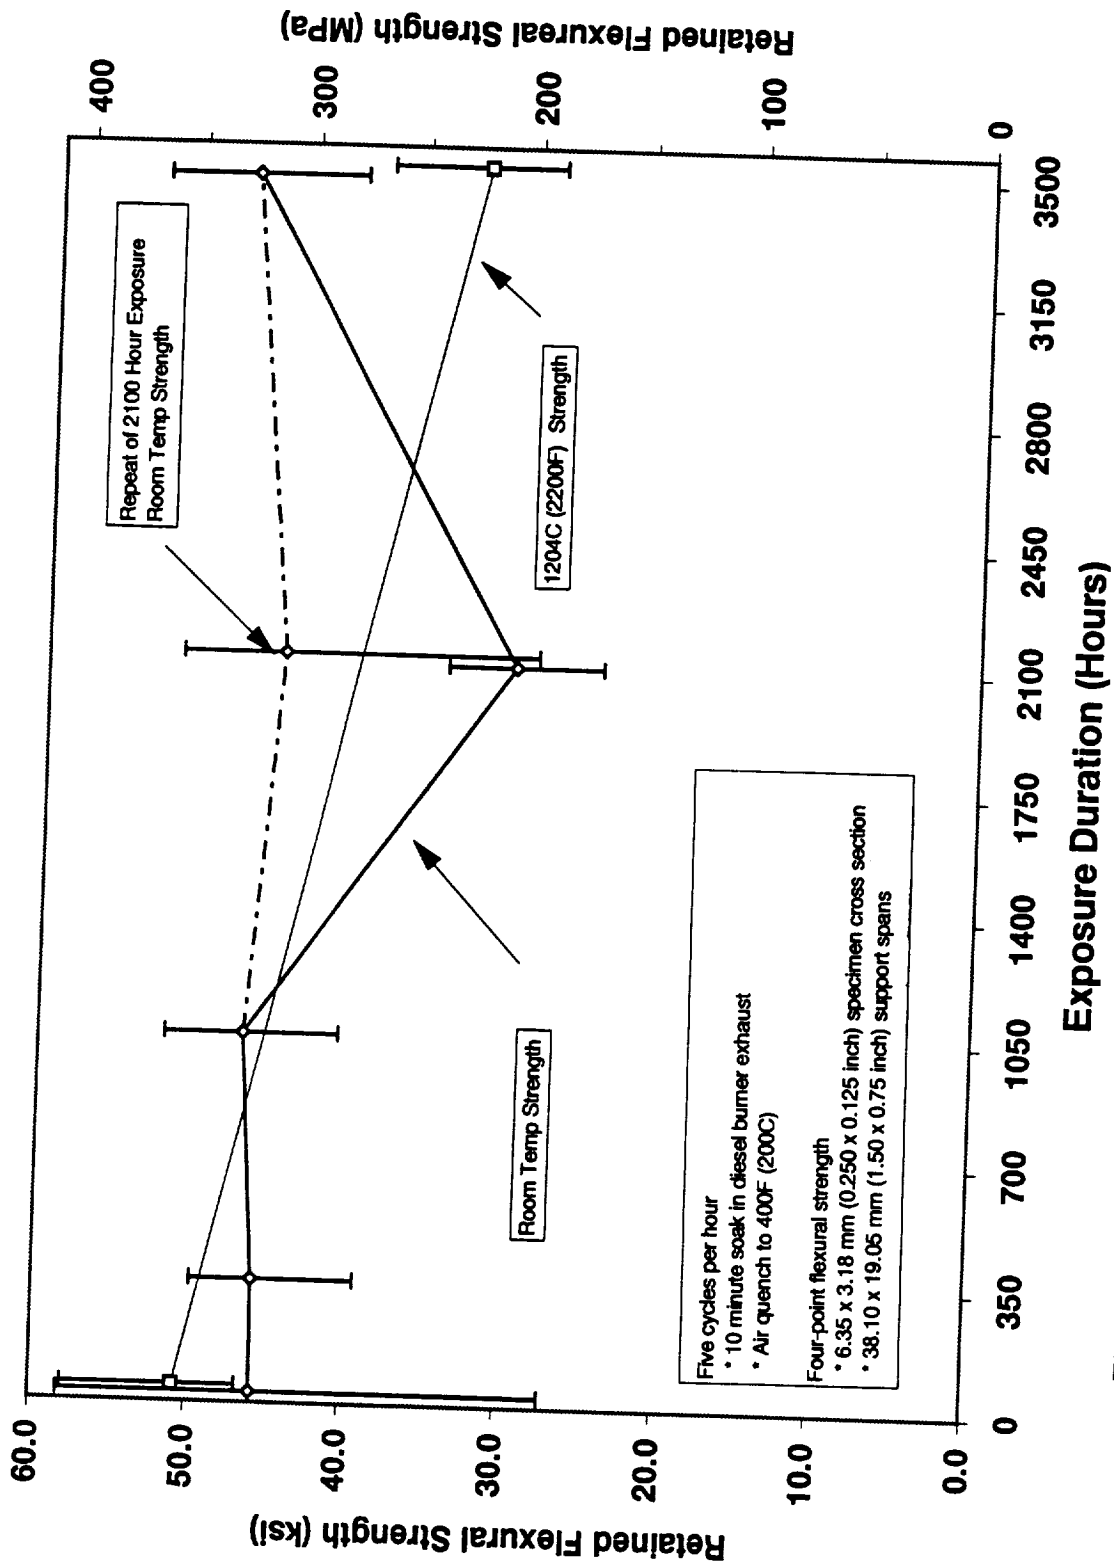 Retained Flexural Strength (ksi)
60.0
50.0
40.0
30.0
20.0
10.0
0.0
Repeat of 2100 Hour Exposure
Room Temp Strength
1204C (2200F) Strength
Room Temp Strength
Five cycles per hour
* 10 minute soak in diesel burner exhaust
* Air quench to 400F (200C)
Four-point flexural strength
* 6.35 x 3.18 mm (0.250 x 0.125 inch) specimen cross section
* 38.10 x 19.05 mm (1.50 x 0.75 inch) support spans
400
300
200
100
0
Retained Flexureal Strength (MPa)
0
350
700
1050
1400
1750
2100
2450
2800
3150
3500
Exposure Duration (Hours)